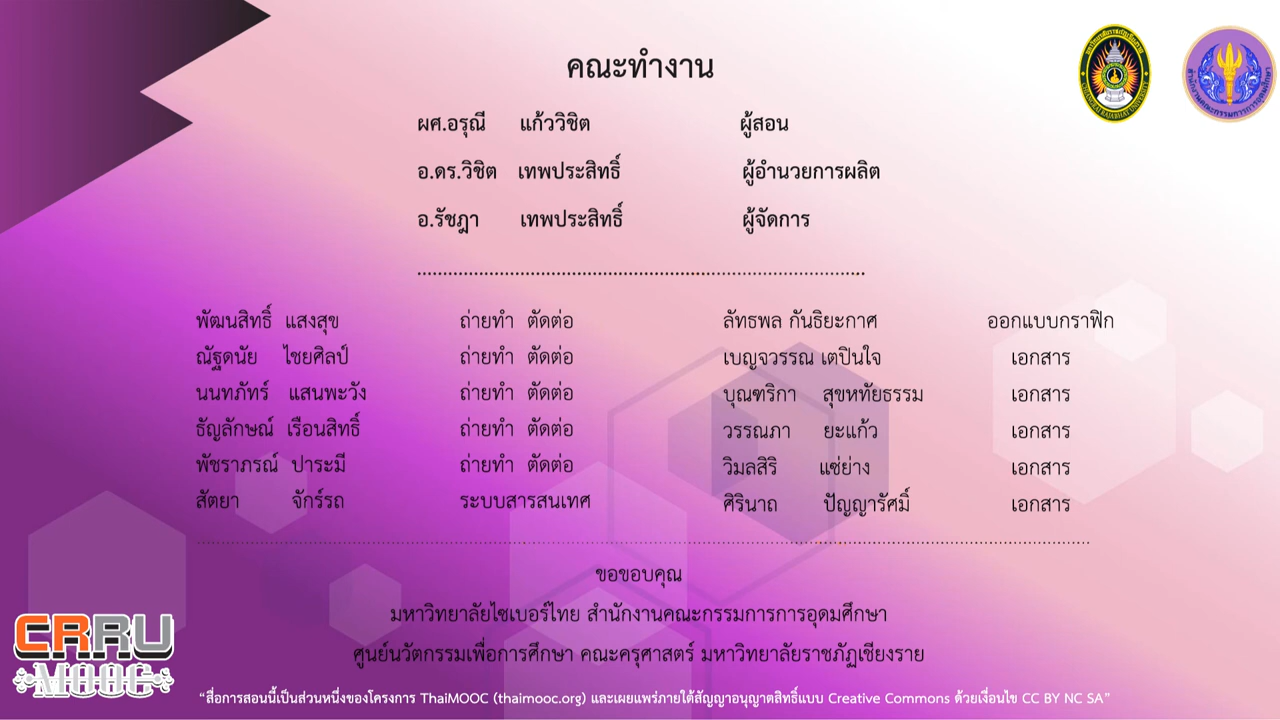 คณะทำงาน
ผศ.อรุณี แก้ววิชิต ผู้สอน
อ.ดร.วิชิต เทพประสิทธิ์ ผู้อำนวยการผลิต
อ.รัชฎา เทพประสิทธิ์ ผู้จัดการ
พัฒนสิทธิ์ แสงสุข ถ่ายทำ ตัดต่อ ลัทธพล กันธิยะกาศ ออกแบบกราฟิก
ณัฐดนัย ไชยศิลป์ ถ่ายทำ ตัดต่อ เบญจวรรณ เตปินใจ เอกสาร
นนทภัทร์ แสนพะวัง ถ่ายทำ ตัดต่อ บุณฑริกา สุขหทัยธรรม เอกสาร
ธัญลักษณ์ เรือนสิทธิ์ ถ่ายทำ ตัดต่อ วรรณภา ยะแก้ว เอกสาร
พัชราภรณ์ ปาระมี ถ่ายทำ ตัดต่อ วิมลสิริ แซ่ย่าง เอกสาร
สัตยา จักร์รถ ระบบสารสนเทศ ศิรินาถ ปัญญารัศมิ์ เอกสาร
ขอขอบคุณ
มหาวิทยาลัยไซเบอร์ไทย สำนักงานคณะกรรมการการอุดมศึกษา
ศูนย์นวัตกรรมเพื่อการศึกษา คณะครุศาสตร์ มหาวิทยาลัยราชภัฏเชียงราย
CRRU
MOOC
“สื่อการสอนนี้เป็นส่วนหนึ่งของโครงการ ThaiMOOC (thaimooc.org) และเผยแพร่ภายใต้สัญญาอนุญาตสิทธิ์แบบ Creative Commons ด้วยเงื่อนไข CC BY NC SA”